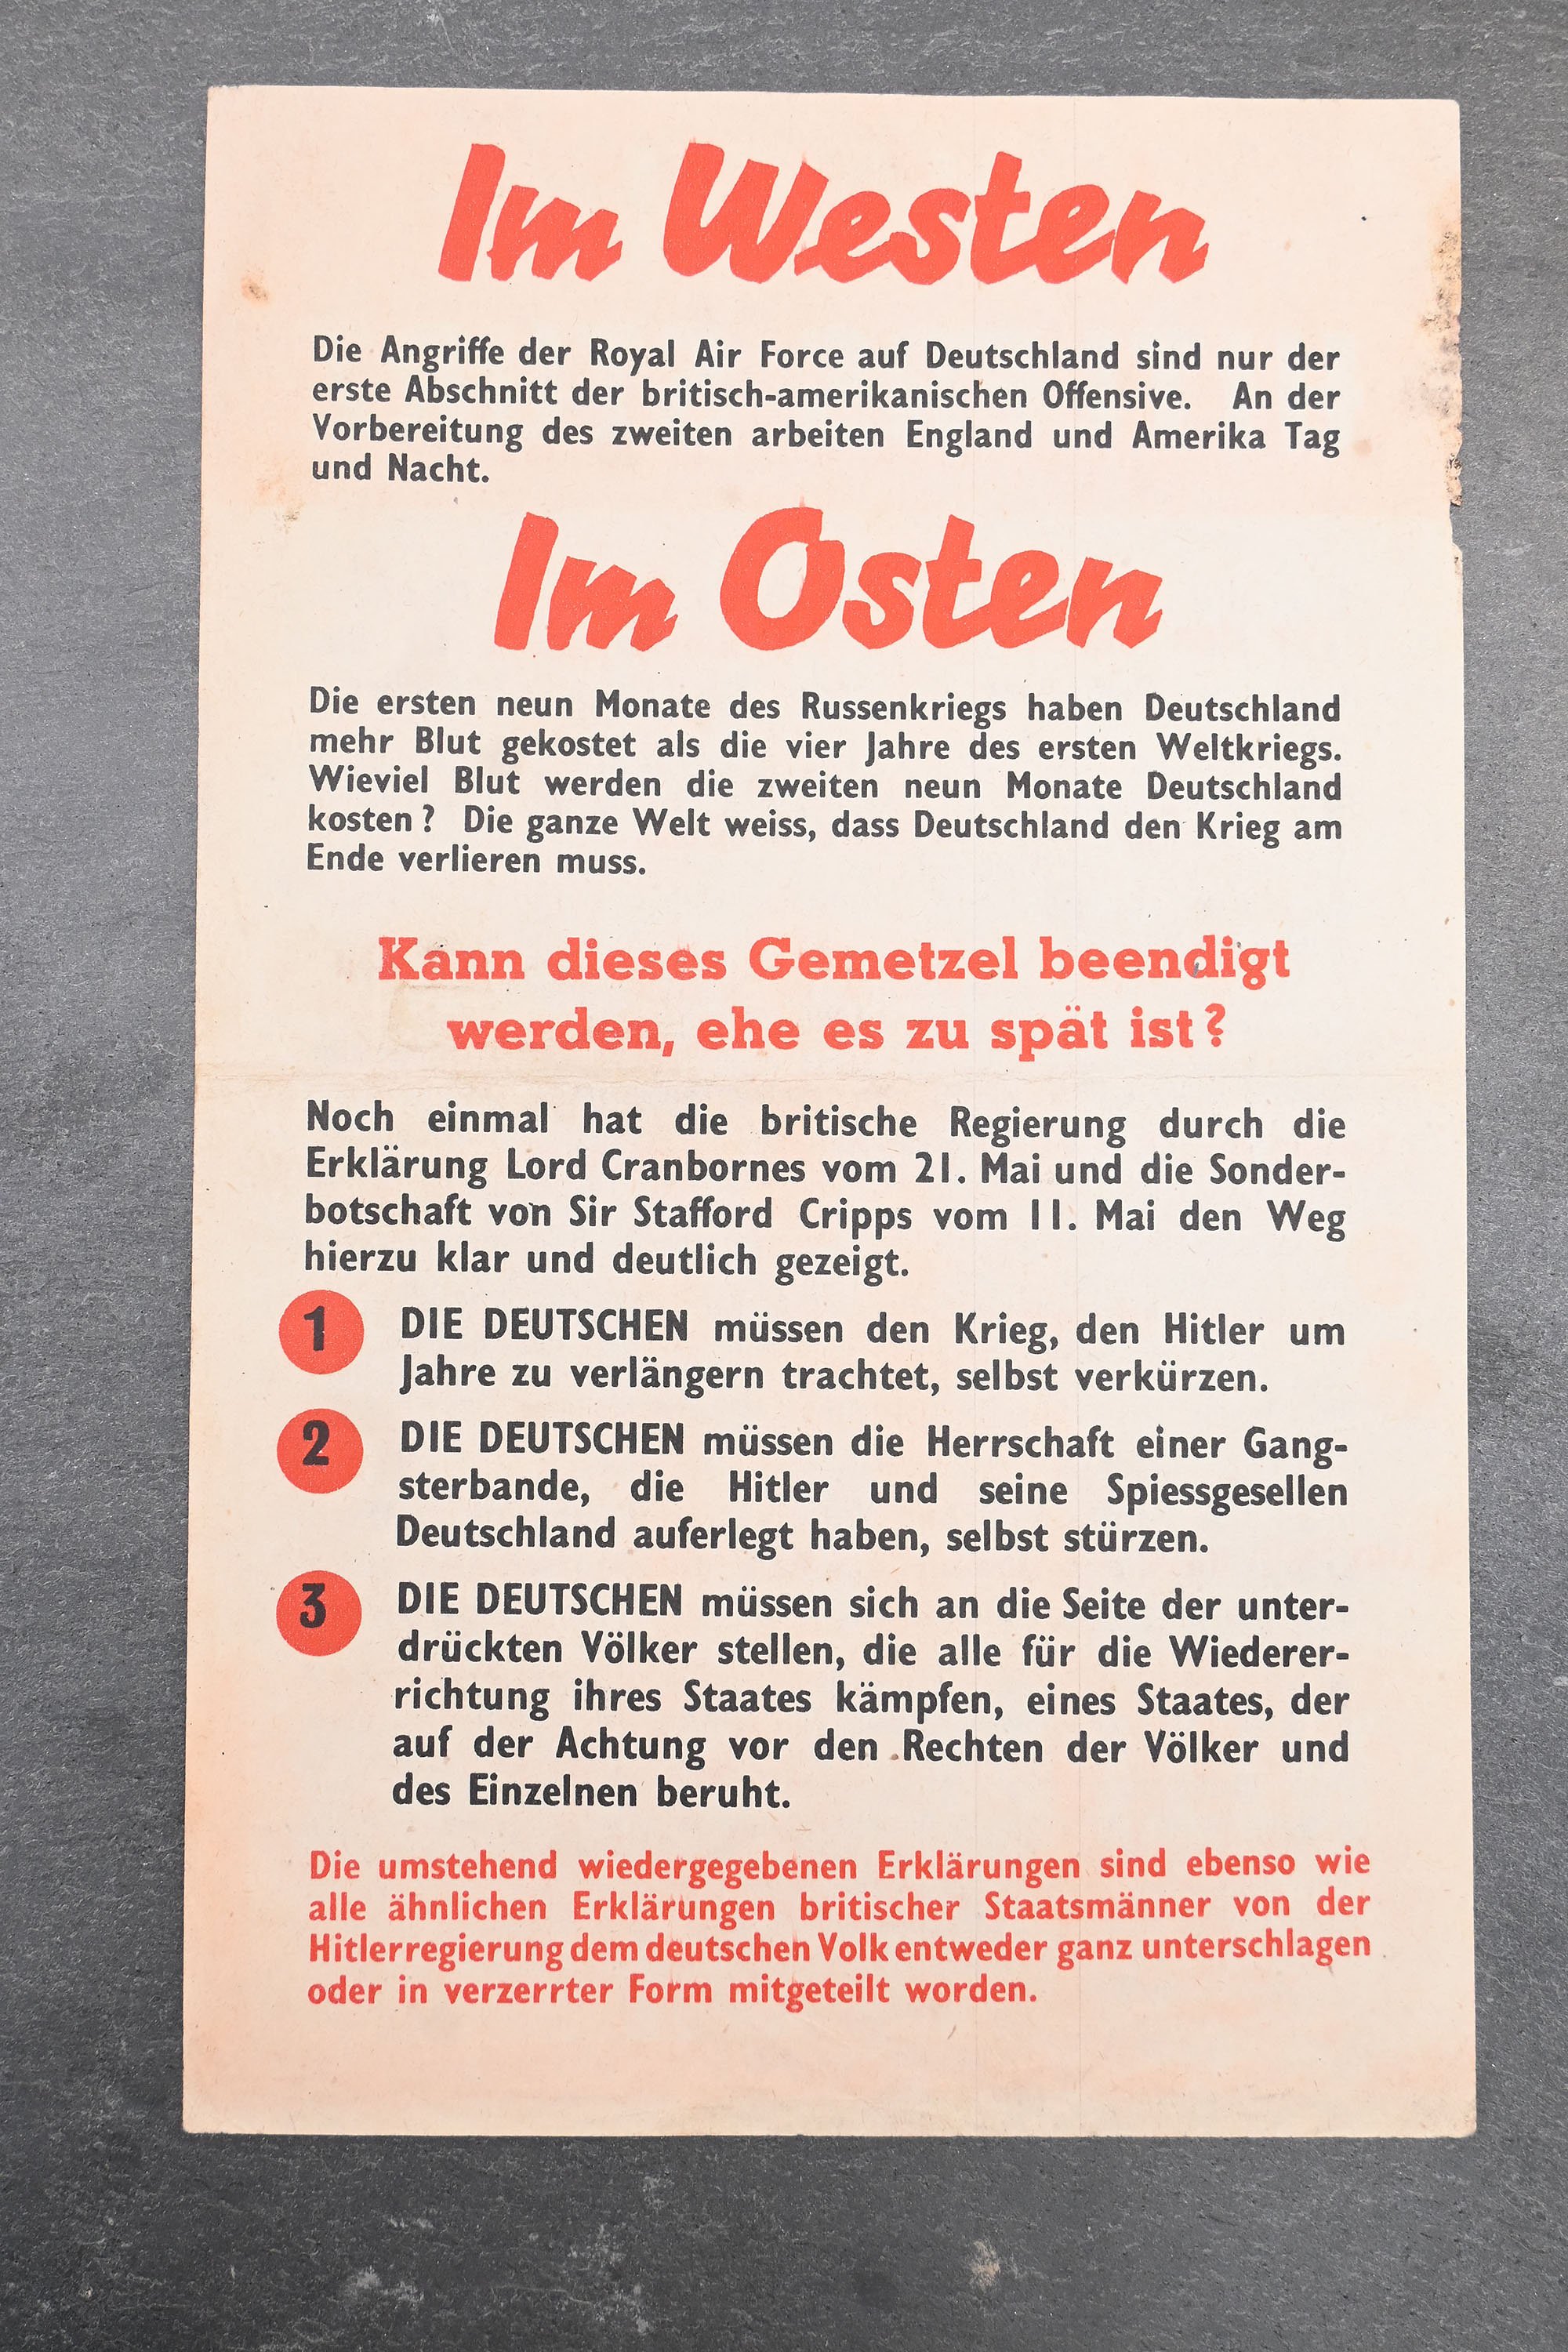 Im Westen
Die Angriffe der Royal Air Force auf Deutschland sind nur der
erste Abschnitt der britisch-amerikanischen Offensive. An der
Vorbereitung des zweiten arbeiten England und Amerika Tag
und Nacht.
Im Osten
Die ersten neun Monate des Russenkriegs haben Deutschland
mehr Blut gekostet als die vier Jahre des ersten Weltkriegs.
Wieviel Blut werden die zweiten neun Monate Deutschland
kosten? Die ganze Welt weiss, dass Deutschland den Krieg am
Ende verlieren muss.
Kann dieses Gemetzel beendigt
werden, ehe es zu spät ist?
Noch einmal hat die britische Regierung durch die
Erklärung Lord Cranbornes vom 21. Mai und die Sonder-
botschaft von Sir Stafford Cripps vom 11. Mai den Weg
hierzu klar und deutlich gezeigt.
1 DIE DEUTSCHEN müssen den Krieg, den Hitler um
Jahre zu verlängern trachtet, selbst verkürzen.
2 DIE DEUTSCHEN müssen die Herrschaft einer Gang-
sterbande, die Hitler und seine Spiessgesellen
Deutschland auferlegt haben, selbst stürzen.
3 DIE DEUTSCHEN müssen sich an die Seite der unter-
drückten Völker stellen, die alle für die Wiederer-
richtung ihres Staates kämpfen, eines Staates, der
auf der Achtung vor den Rechten der Völker und
des Einzelnen beruht.
Die umstehend wiedergegebenen Erklärungen sind ebenso wie
alle ähnlichen Erklärungen britischer Staatsmänner von der
Hitlerregierung dem deutschen Volk entweder ganz unterschlagen
oder in verzerrter Form mitgeteilt worden.